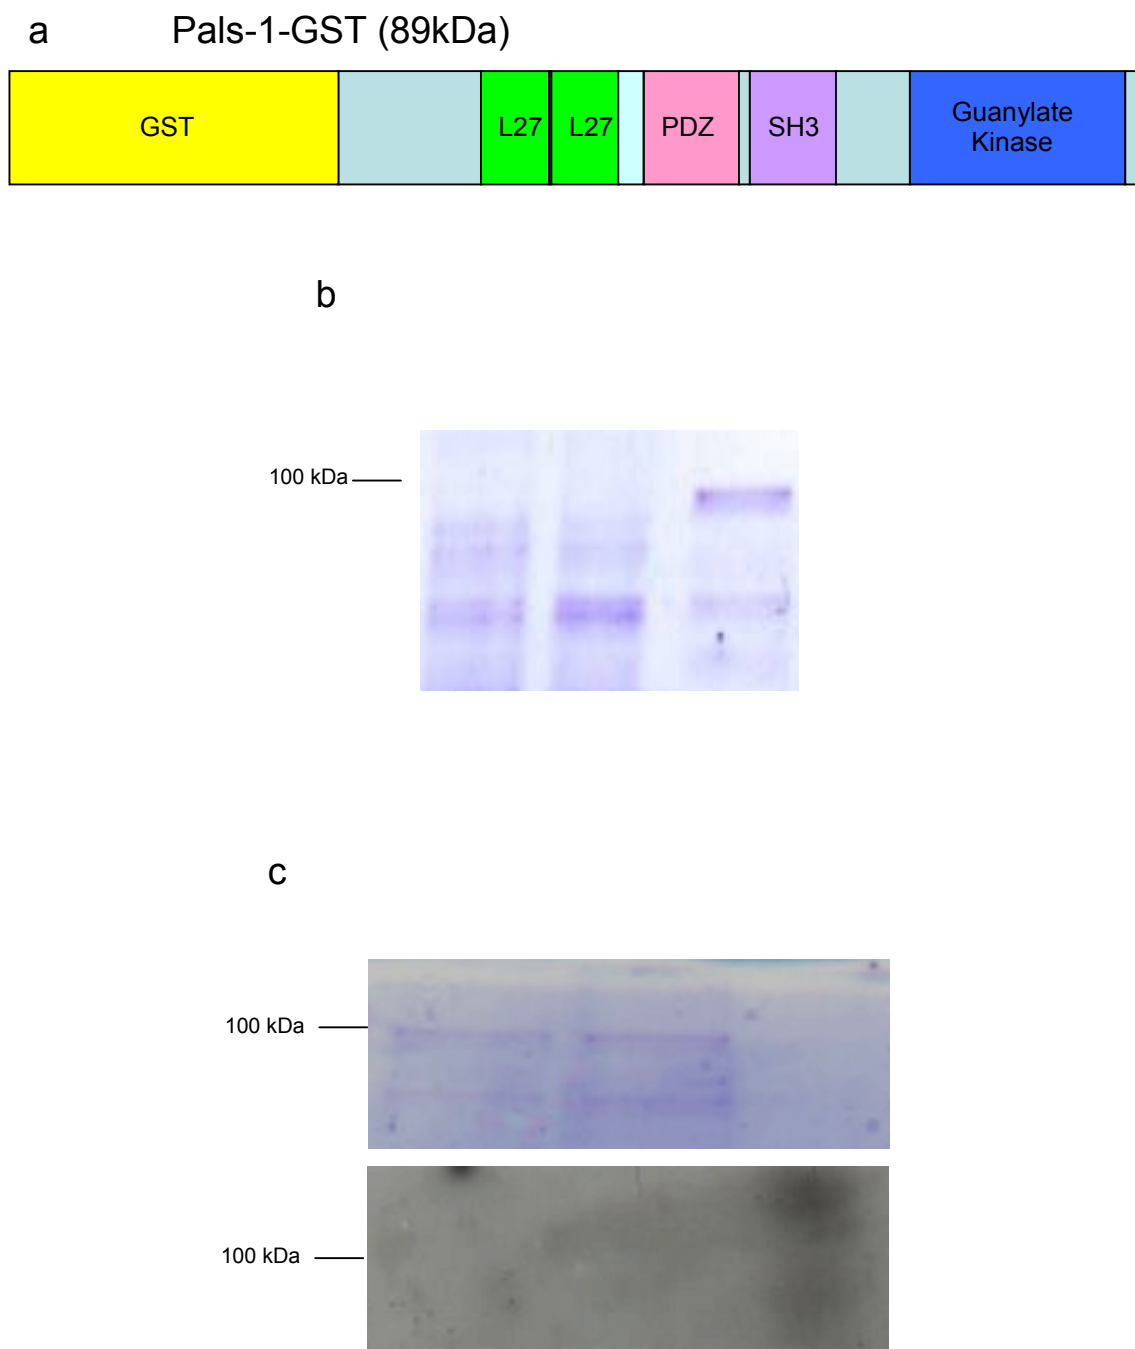 a Pals-1-GST (89kDa)
GST L27 L27 PDZ SH3 Guanylate
Kinase
b
100 kDa
c
100 kDa
100 kDa